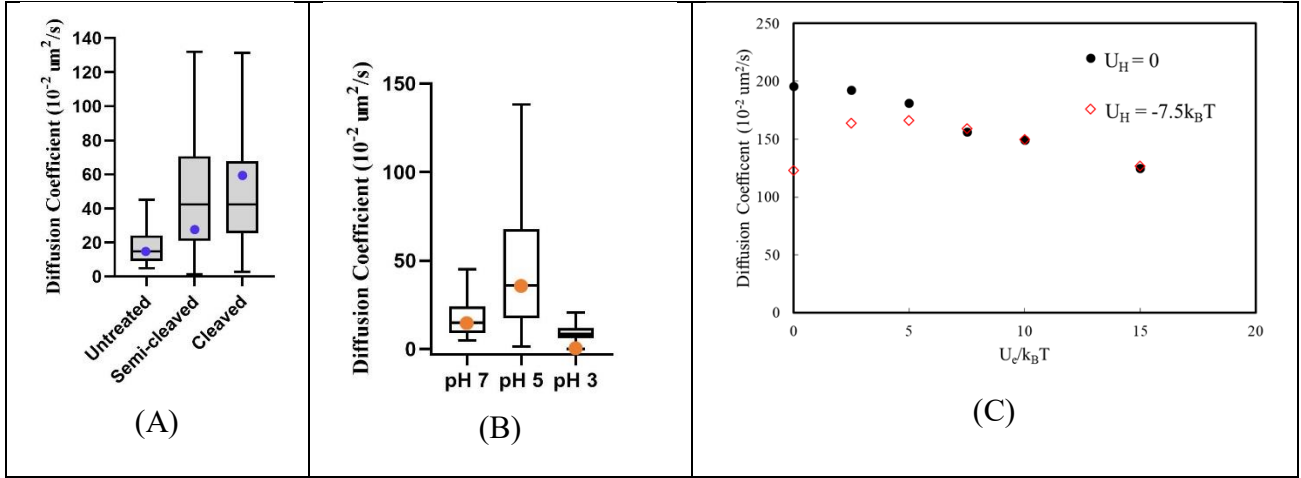 Diffusion Coefficient (10⁻² um²/s)
140
120
100
80
60
40
20
0
Untreated
Semi-cleaved
Cleaved
(A)
Diffusion Coefficient (10⁻² um²/s)
150
100
50
0
pH 7 pH 5 pH 3
(B)
Diffusion Coefficent (10⁻² um²/s)
250
200
150
100
50
0
0 5 10 15 20
U_e/k_BT
U_H = 0
U_H = -7.5k_BT
(C)